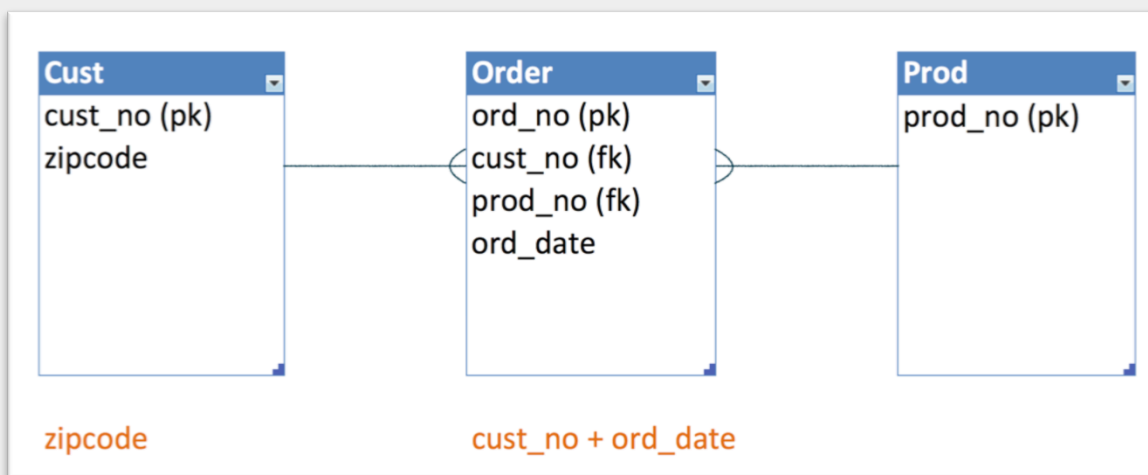 Cust
cust_no (pk)
zipcode
Order
ord_no (pk)
cust_no (fk)
prod_no (fk)
ord_date
Prod
prod_no (pk)
zipcode
cust_no + ord_date